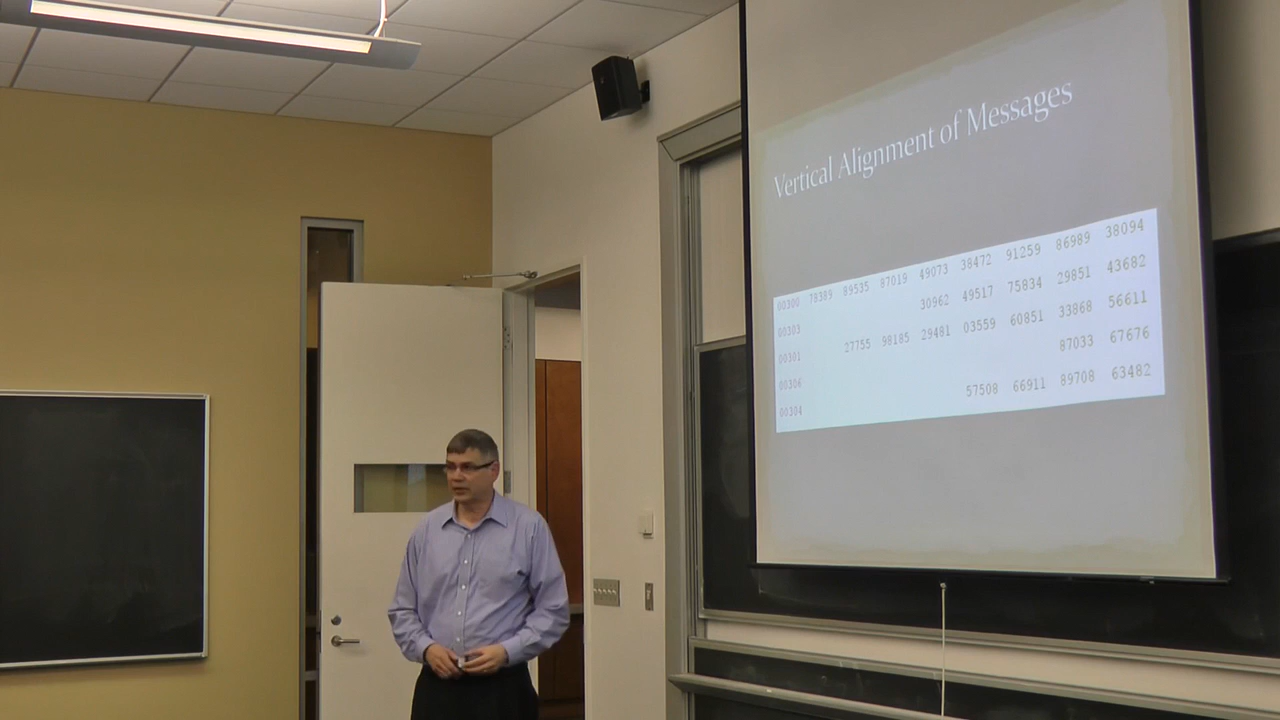 Vertical Alignment of Messages
00300 78389 89535 87019 49073 38472 91259 86989 38094
00303 30962 49517 75834 29851 43682
00301 27755 98185 29481 03559 60851 33868 56611
00306 87033 67676
00304 57508 66911 89708 63482